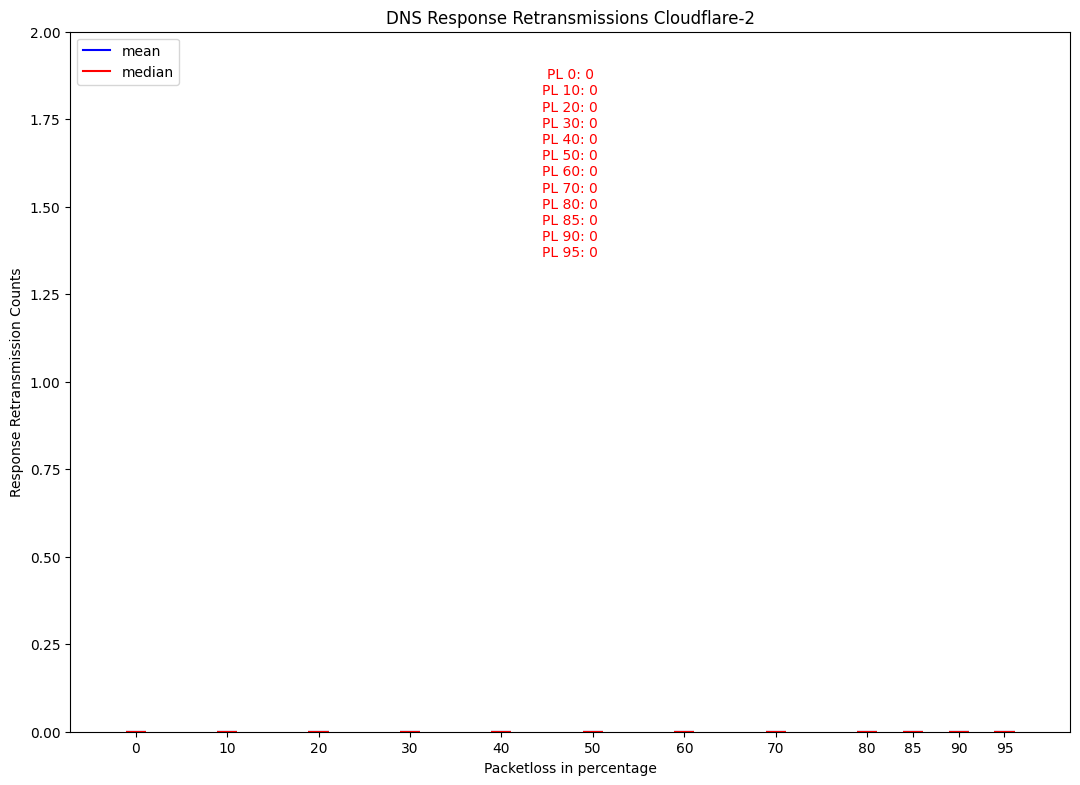 DNS Response Retransmissions Cloudflare-2
mean
median
PL 0: 0
PL 10: 0
PL 20: 0
PL 30: 0
PL 40: 0
PL 50: 0
PL 60: 0
PL 70: 0
PL 80: 0
PL 85: 0
PL 90: 0
PL 95: 0
Response Retransmission Counts
2.00
1.75
1.50
1.25
1.00
0.75
0.50
0.25
0.00
0 10 20 30 40 50 60 70 80 85 90 95
Packetloss in percentage